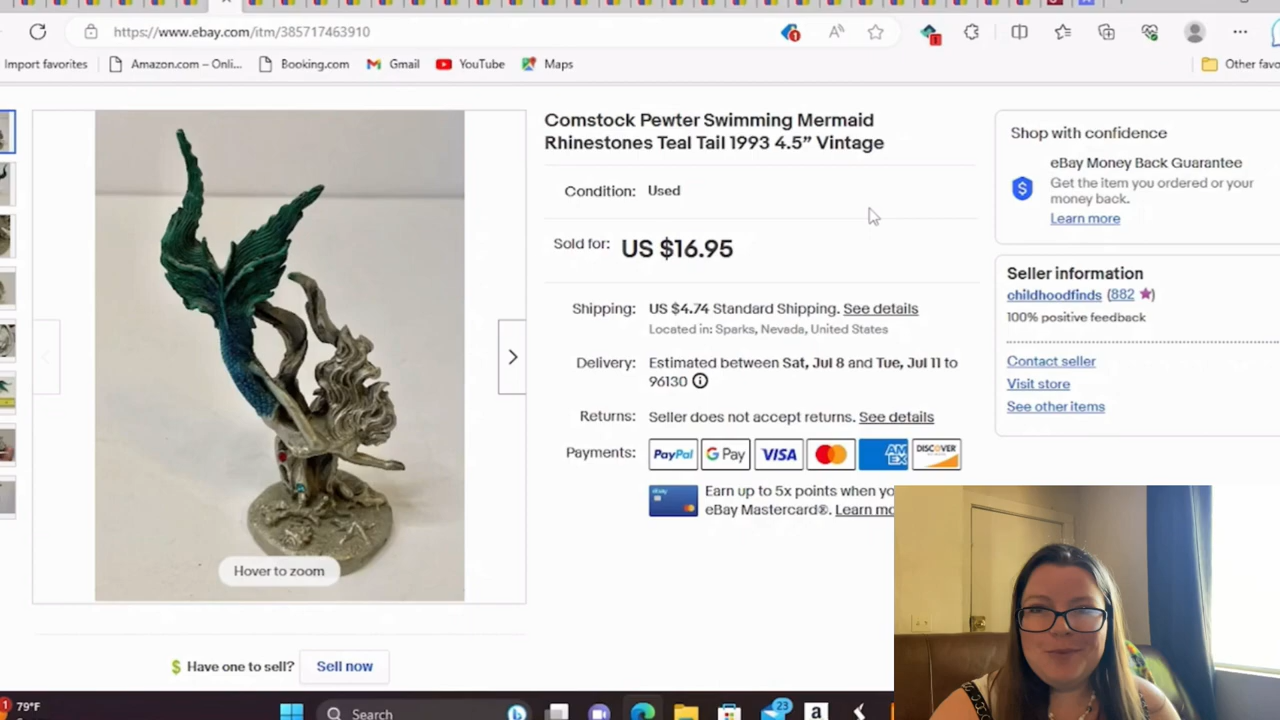 https://www.ebay.com/itm/385717463910
Import favorites
Amazon.com – Onli...
Booking.com
Gmail
YouTube
Maps
Other favo
Comstock Pewter Swimming Mermaid
Rhinestones Teal Tail 1993 4.5” Vintage
Condition: Used
Sold for: US $16.95
Shipping: US $4.74 Standard Shipping. See details
Located in: Sparks, Nevada, United States
Delivery: Estimated between Sat, Jul 8 and Tue, Jul 11 to
96130
Returns: Seller does not accept returns. See details
Payments: PayPal G Pay VISA AM EX DISCOVER
Earn up to 5x points when yo
eBay Mastercard®. Learn mo
Shop with confidence
eBay Money Back Guarantee
Get the item you ordered or your
money back.
Learn more
Seller information
childhoodfinds (882 )
100% positive feedback
Contact seller
Visit store
See other items
Hover to zoom
Have one to sell? Sell now
1
79°F
Search
23
a